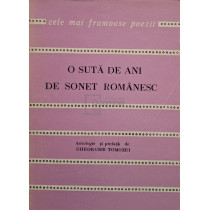 cele mai frumoase poezii
O SUTĂ DE ANI
DE SONET ROMÂNESC
Antologie și prefață de
GHEORGHE TOMOZEI